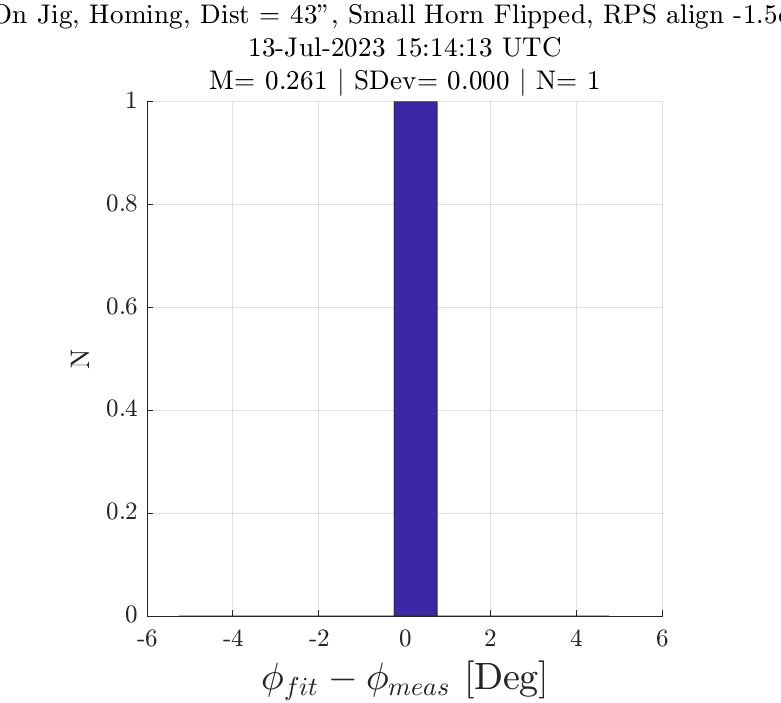 On Jig, Homing, Dist = 43”, Small Horn Flipped, RPS align -1.5
13-Jul-2023 15:14:13 UTC
M= 0.261 | SDev= 0.000 | N= 1
1
0.8
0.6
0.4
0.2
0
N
-6 -4 -2 0 2 4 6
ϕ_fit − ϕ_meas [Deg]